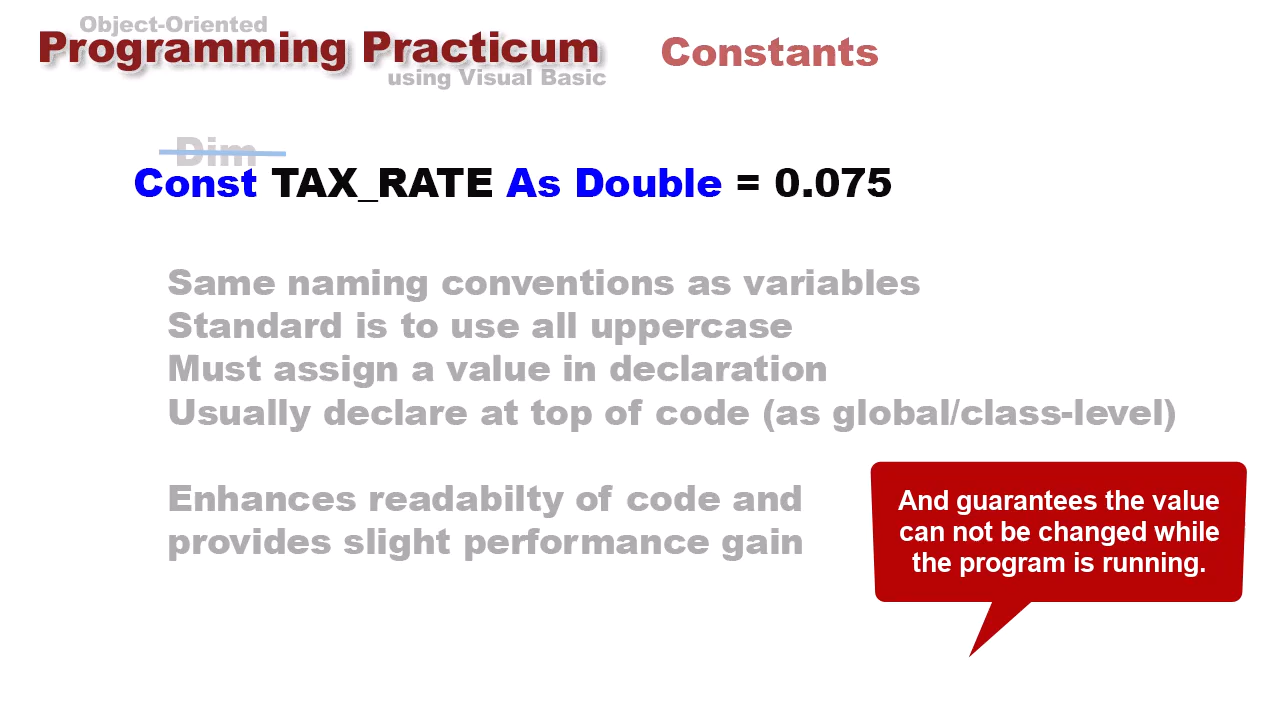 Object-Oriented
Programming Practicum
using Visual Basic
Constants
Dim
Const TAX_RATE As Double = 0.075
Same naming conventions as variables
Standard is to use all uppercase
Must assign a value in declaration
Usually declare at top of code (as global/class-level)
Enhances readabilty of code and
provides slight performance gain
And guarantees the value
can not be changed while
the program is running.